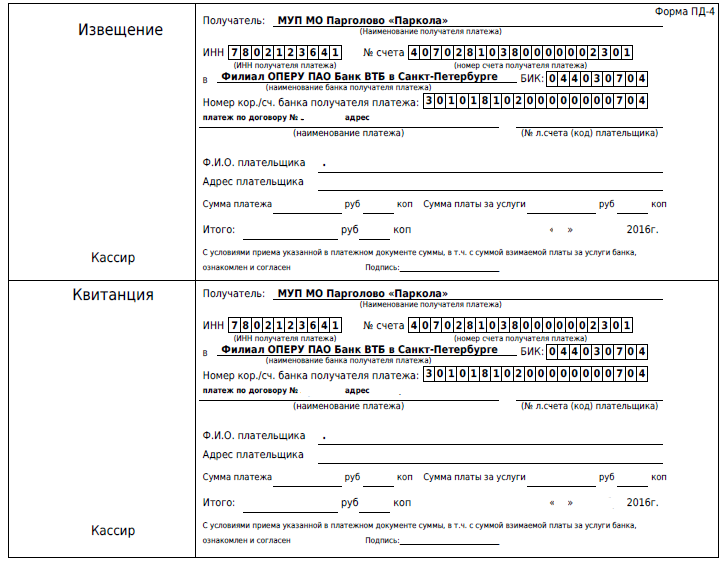 Форма ПД-4
Извещение
Получатель: МУП МО Парголово «Паркола»
(Наименование получателя платежа)
ИНН 7802123641 № счета 40702810380000002301
(ИНН получателя платежа) (номер счета получателя платежа)
в Филиал ОПЕРУ ПАО Банк ВТБ в Санкт-Петербурге БИК: 044030704
(наименование банка получателя платежа)
Номер кор./сч. банка получателя платежа: 30101810200000000704
платеж по договору № адрес
(наименование платежа) (№ л.счета (код) плательщика)
Ф.И.О. плательщика
Адрес плательщика
Сумма платежа руб коп Сумма платы за услуги руб коп
Итого: руб коп « » 2016г.
Кассир
С условиями приема указанной в платежном документе суммы, в т.ч. с суммой взимаемой платы за услуги банка,
ознакомлен и согласен Подпись:
Квитанция
Получатель: МУП МО Парголово «Паркола»
(Наименование получателя платежа)
ИНН 7802123641 № счета 40702810380000002301
(ИНН получателя платежа) (номер счета получателя платежа)
в Филиал ОПЕРУ ПАО Банк ВТБ в Санкт-Петербурге БИК: 044030704
(наименование банка получателя платежа)
Номер кор./сч. банка получателя платежа: 30101810200000000704
платеж по договору № адрес
(наименование платежа) (№ л.счета (код) плательщика)
Ф.И.О. плательщика
Адрес плательщика
Сумма платежа руб коп Сумма платы за услуги руб коп
Итого: руб коп « » 2016г.
Кассир
С условиями приема указанной в платежном документе суммы, в т.ч. с суммой взимаемой платы за услуги банка,
ознакомлен и согласен Подпись: